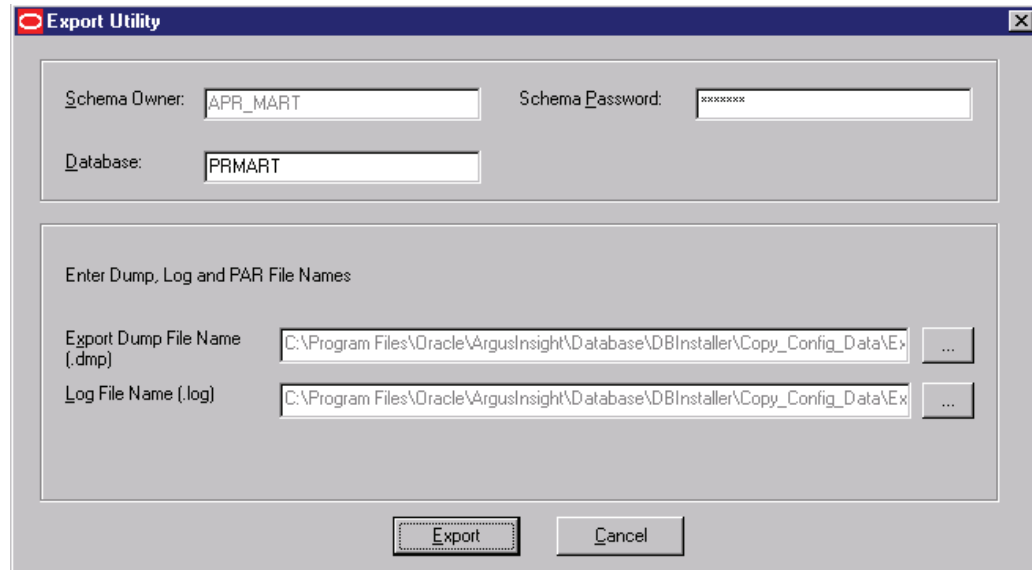 Export Utility
Schema Owner: APR_MART Schema Password: xxxxxxx
Database: PRMART
Enter Dump, Log and PAR File Names
Export Dump File Name
(.dmp)
C:\Program Files\Oracle\ArgusInsight\Database\DBInstaller\Copy_Config_Data\Ex
...
Log File Name (.log) C:\Program Files\Oracle\ArgusInsight\Database\DBInstaller\Copy_Config_Data\Ex ...
Export Cancel